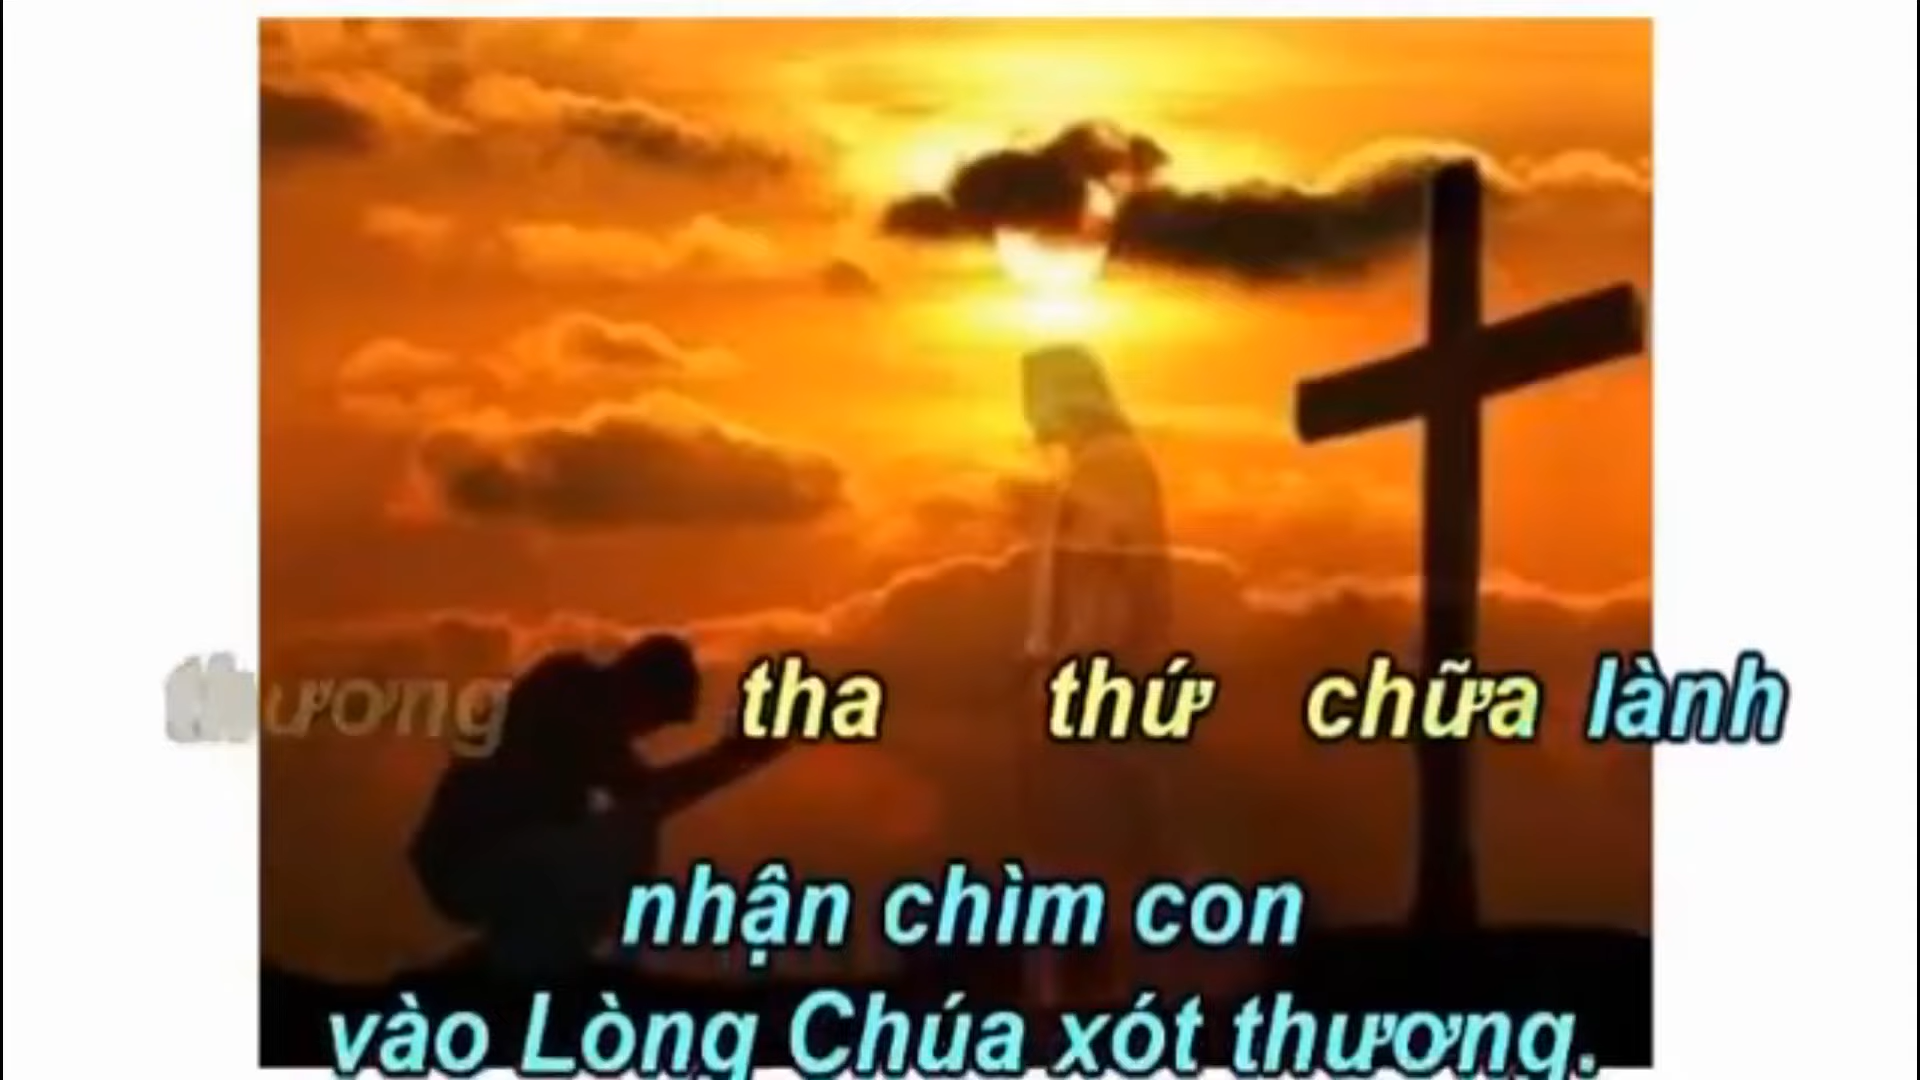 thương tha thứ chữa lành
nhận chìm con
vào Lòng Chúa xót thương.